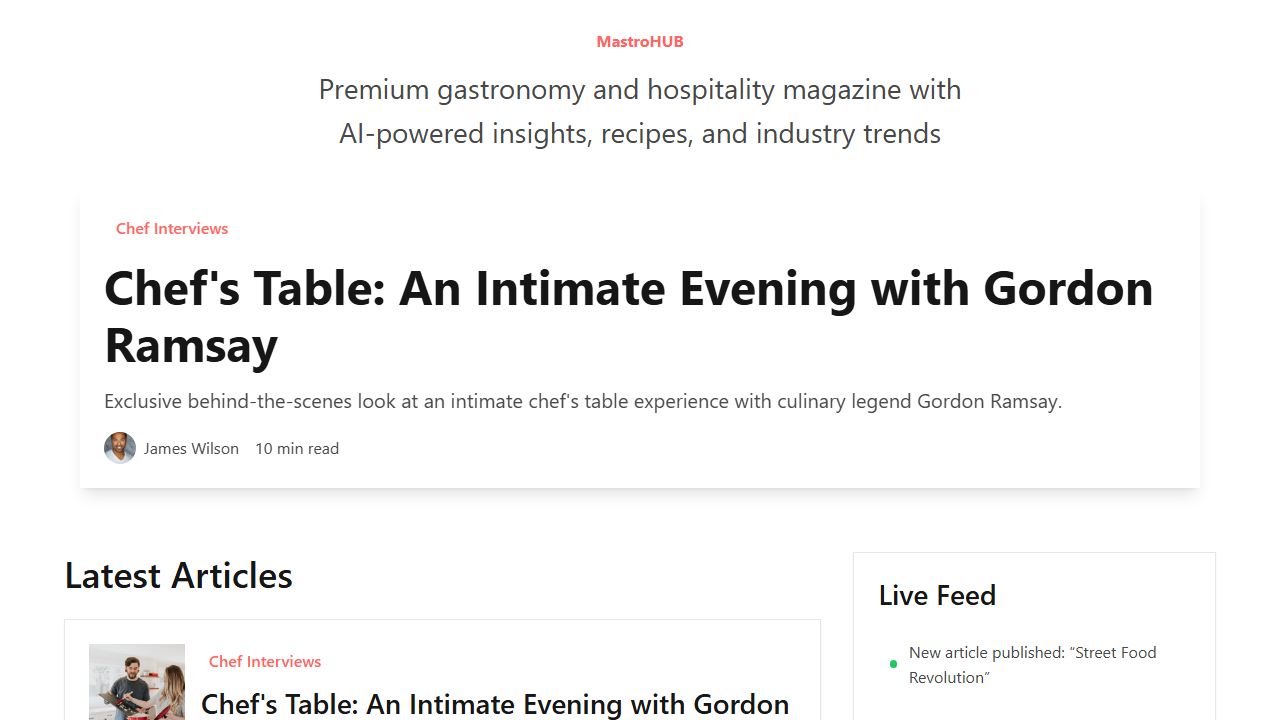 MastroHUB
Premium gastronomy and hospitality magazine with
AI-powered insights, recipes, and industry trends
Chef Interviews
Chef's Table: An Intimate Evening with Gordon
Ramsay
Exclusive behind-the-scenes look at an intimate chef's table experience with culinary legend Gordon Ramsay.
James Wilson 10 min read
Latest Articles
Chef Interviews
Chef's Table: An Intimate Evening with Gordon
Live Feed
New article published: “Street Food
Revolution”